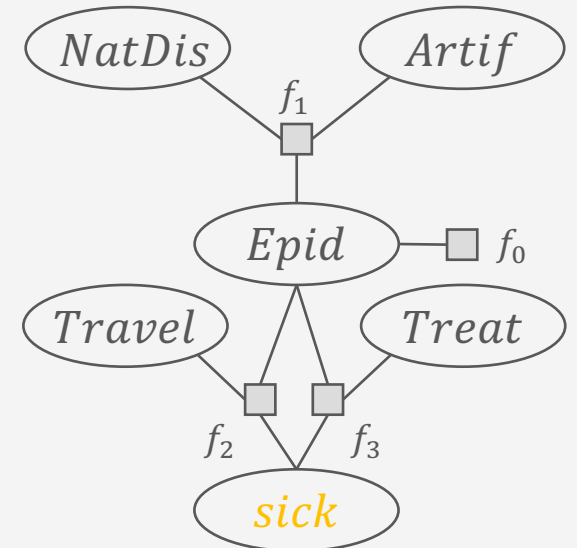 NatDis
Artif
f₁
Epid
f₀
Travel
Treat
f₂
f₃
sick